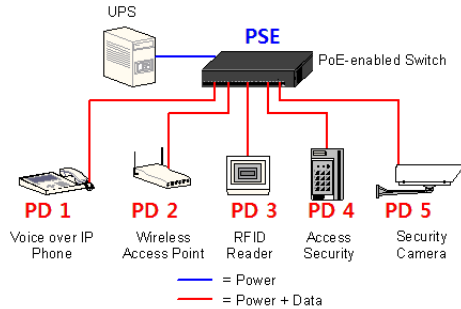 UPS
PSE
PoE-enabled Switch
PD 1
PD 2
PD 3
PD 4
PD 5
Voice over IP
Phone
Wireless
Access Point
RFID
Reader
Access
Security
Security
Camera
= Power
= Power + Data